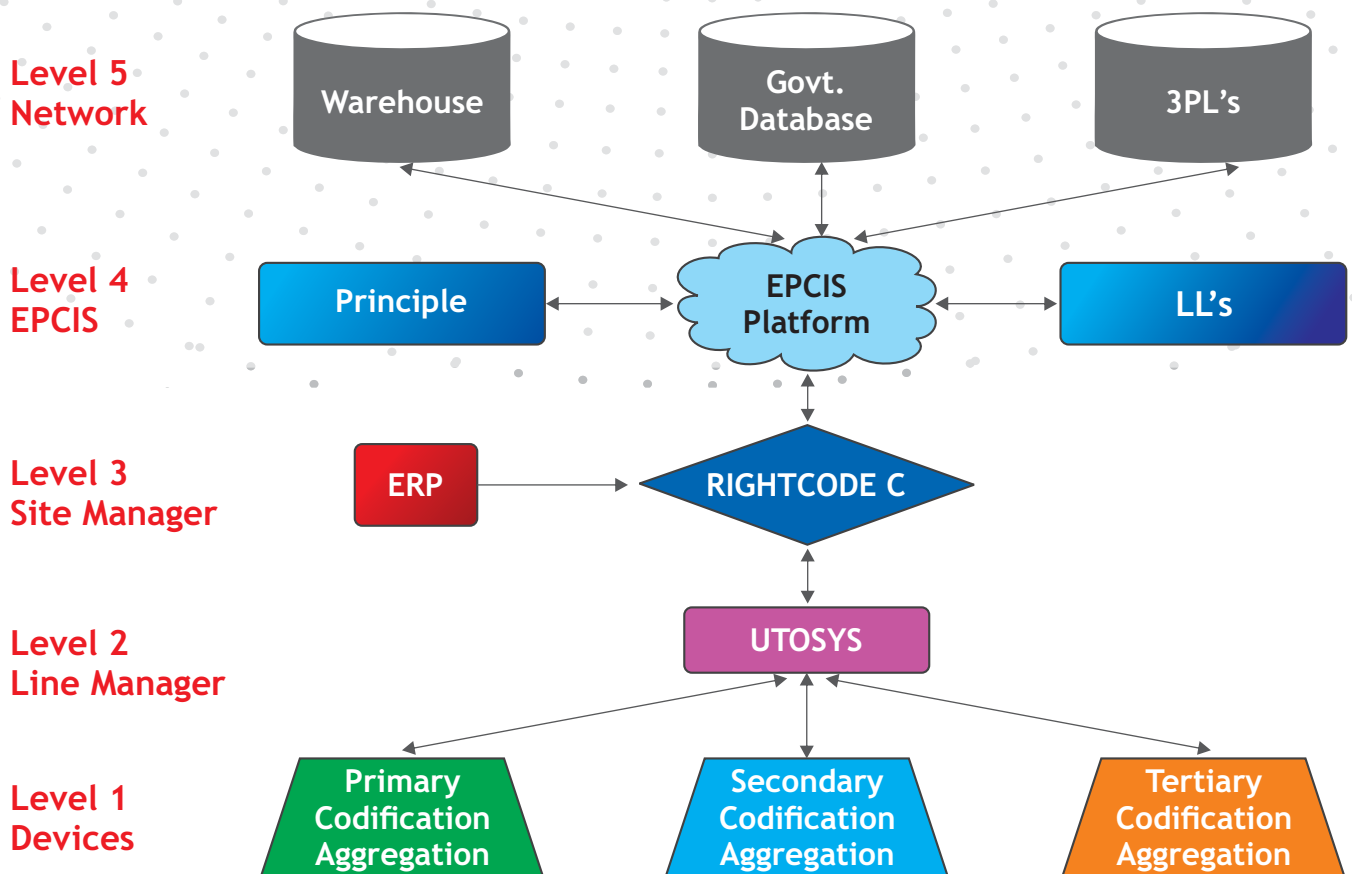 Level 5
Network
Warehouse
Govt.
Database
3PL's
Level 4
EPCIS
Principle
EPCIS
Platform
LL's
Level 3
Site Manager
ERP
RIGHTCODE C
Level 2
Line Manager
UTOSYS
Level 1
Devices
Primary
Codification
Aggregation
Secondary
Codification
Aggregation
Tertiary
Codification
Aggregation